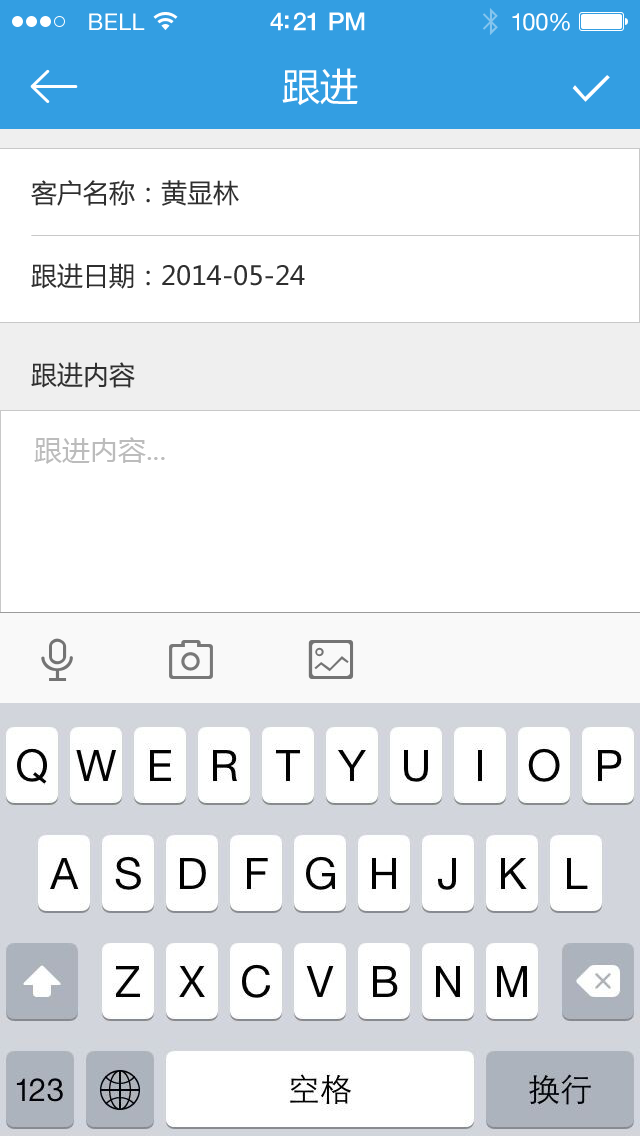 BELL 4:21 PM 100%
跟进
客户名称：黄显林
跟进日期：2014-05-24
跟进内容
跟进内容...
Q W E R T Y U I O P
A S D F G H J K L
Z X C V B N M
123 空格 换行